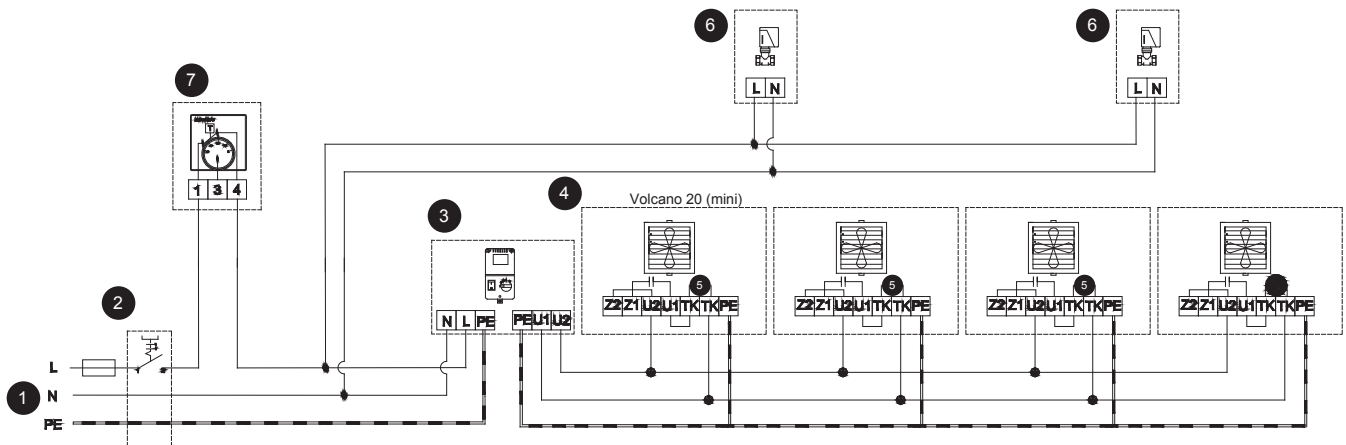 6 6
L N L N
7
1 3 4
4 Volcano 20 (mini)
3
5 5 5
Z2 Z1 U2 U1 TK TK PE Z2 Z1 U2 U1 TK TK PE Z2 Z1 U2 U1 TK TK PE Z2 Z1 U2 U1 TK TK PE
2
N L PE PE U1 U2
L
1 N
PE